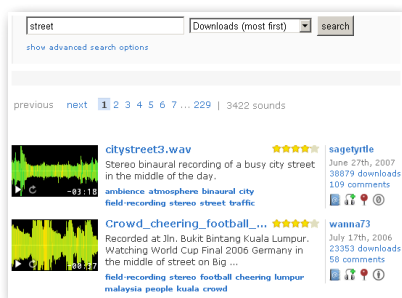 street Downloads (most first) search
show advanced search options
previous next 1 2 3 4 5 6 7 ... 229 | 3422 sounds
citystreet3.wav
Stereo binaural recording of a busy city street
in the middle of the day.
ambience atmosphere binaural city
field-recording stereo street traffic
-03:18
sagetyrtle
June 27th, 2007
38879 downloads
109 comments
Crowd_cheering_football_...
Recorded at Jln. Bukit Bintang Kuala Lumpur.
Watching World Cup Final 2006 Germany in
the middle of street on Big ...
field-recording stereo football cheering lumpur
malaysia people kuala crowd
-00:27
wanna73
July 17th, 2006
23353 downloads
58 comments